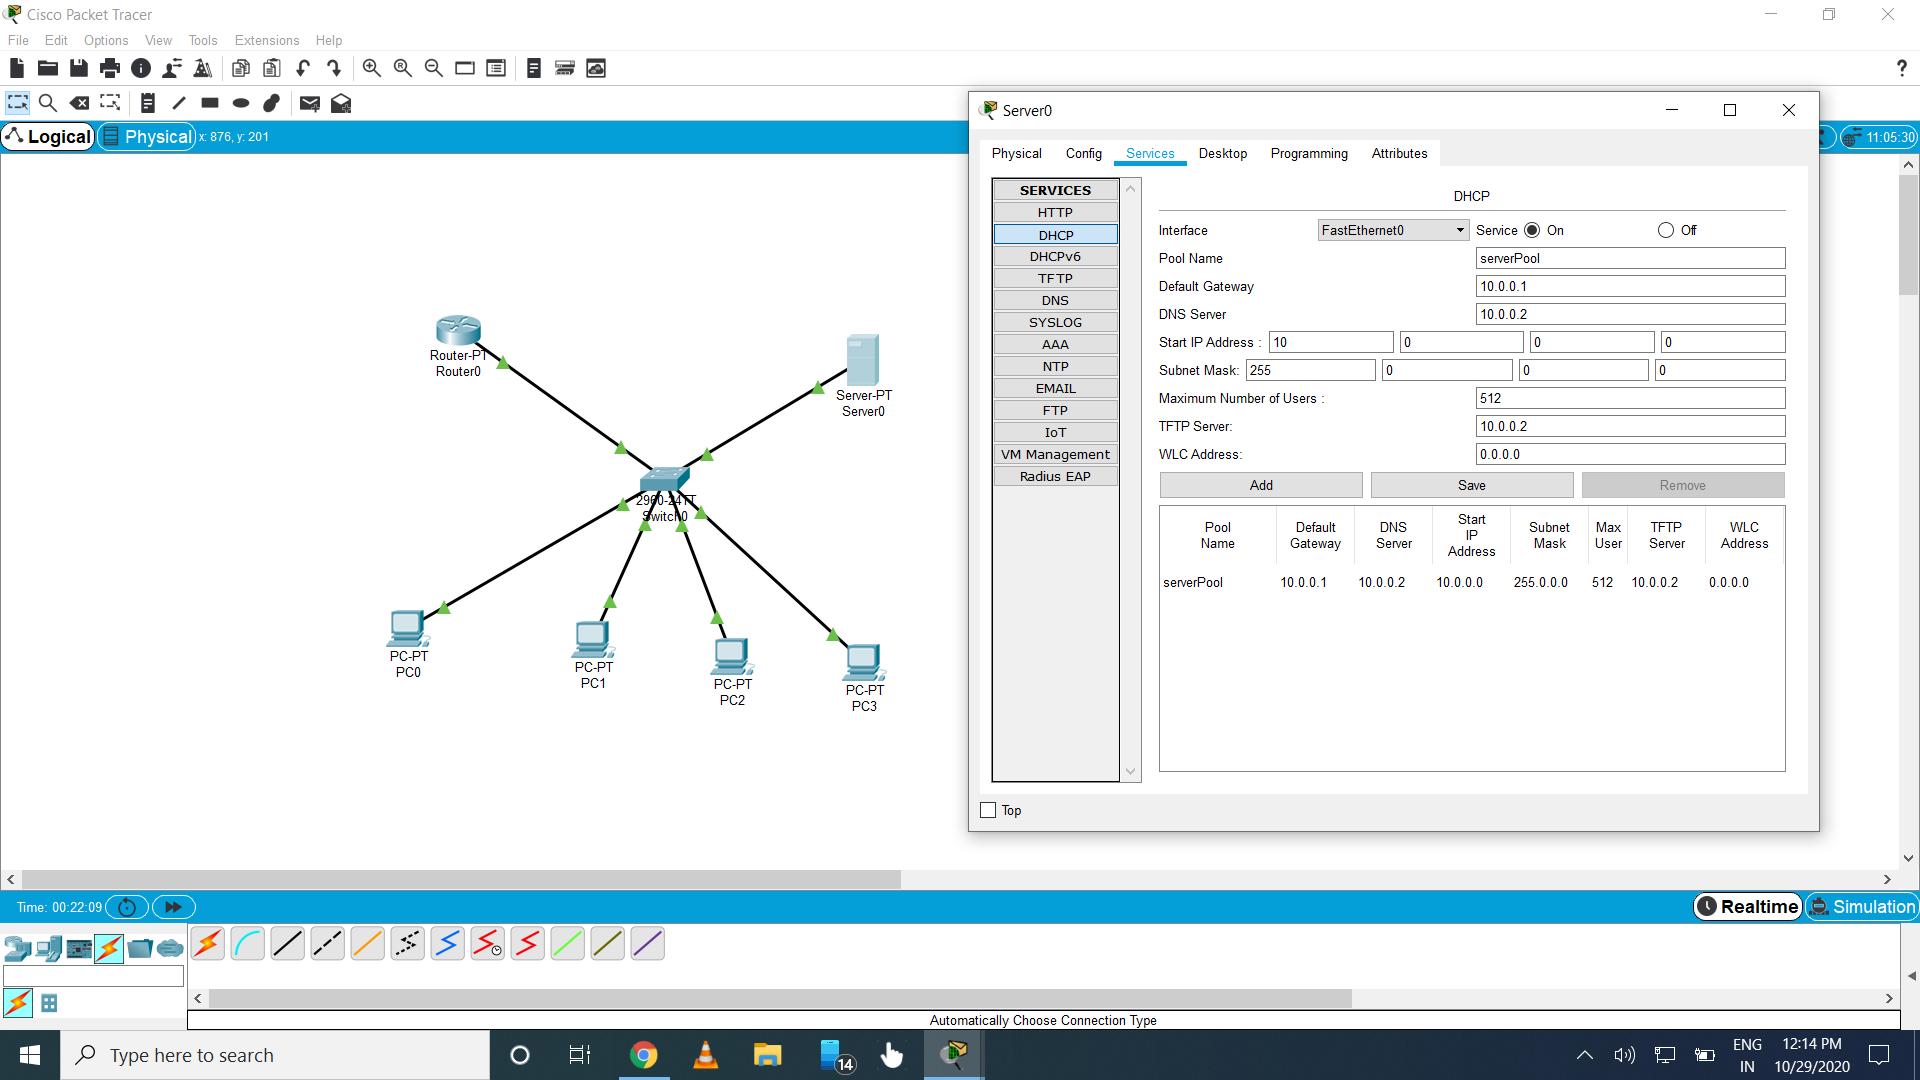 Cisco Packet Tracer
File Edit Options View Tools Extensions Help
Logical Physical x: 876, y: 201
11:05:30
Router-PT
Router0
Server-PT
Server0
2960-24TT
Switch0
PC-PT
PC0
PC-PT
PC1
PC-PT
PC2
PC-PT
PC3
Server0
Physical Config Services Desktop Programming Attributes
SERVICES
HTTP
DHCP
DHCPv6
TFTP
DNS
SYSLOG
AAA
NTP
EMAIL
FTP
IoT
VM Management
Radius EAP
DHCP
Interface FastEthernet0 Service On Off
Pool Name serverPool
Default Gateway 10.0.0.1
DNS Server 10.0.0.2
Start IP Address : 10 0 0 0
Subnet Mask: 255 0 0 0
Maximum Number of Users : 512
TFTP Server: 10.0.0.2
WLC Address: 0.0.0.0
Add Save Remove
Pool Name Default Gateway DNS Server Start IP Address Subnet Mask Max User TFTP Server WLC Address
serverPool 10.0.0.1 10.0.0.2 10.0.0.0 255.0.0.0 512 10.0.0.2 0.0.0.0
Top
Time: 00:22:09
Realtime Simulation
Automatically Choose Connection Type
Type here to search
14
ENG
IN
12:14 PM
10/29/2020